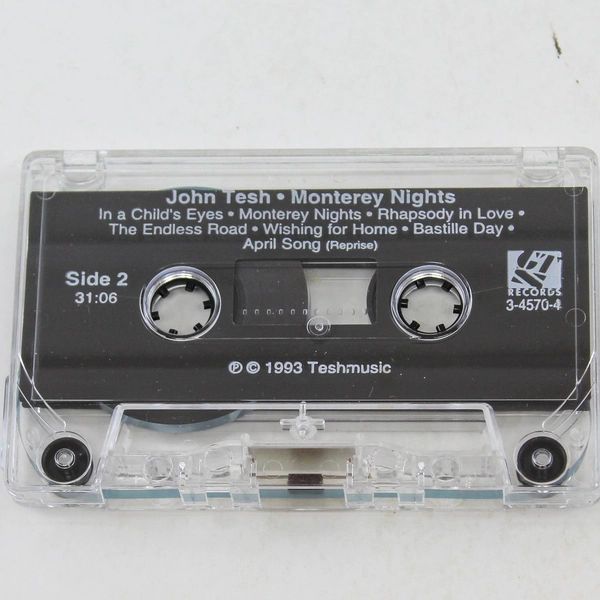 John Tesh • Monterey Nights
In a Child's Eyes • Monterey Nights • Rhapsody in Love •
The Endless Road • Wishing for Home • Bastille Day •
April Song (Reprise)
Side 2
31:06
GTS
RECORDS
3-4570-4
℗ © 1993 Teshmusic